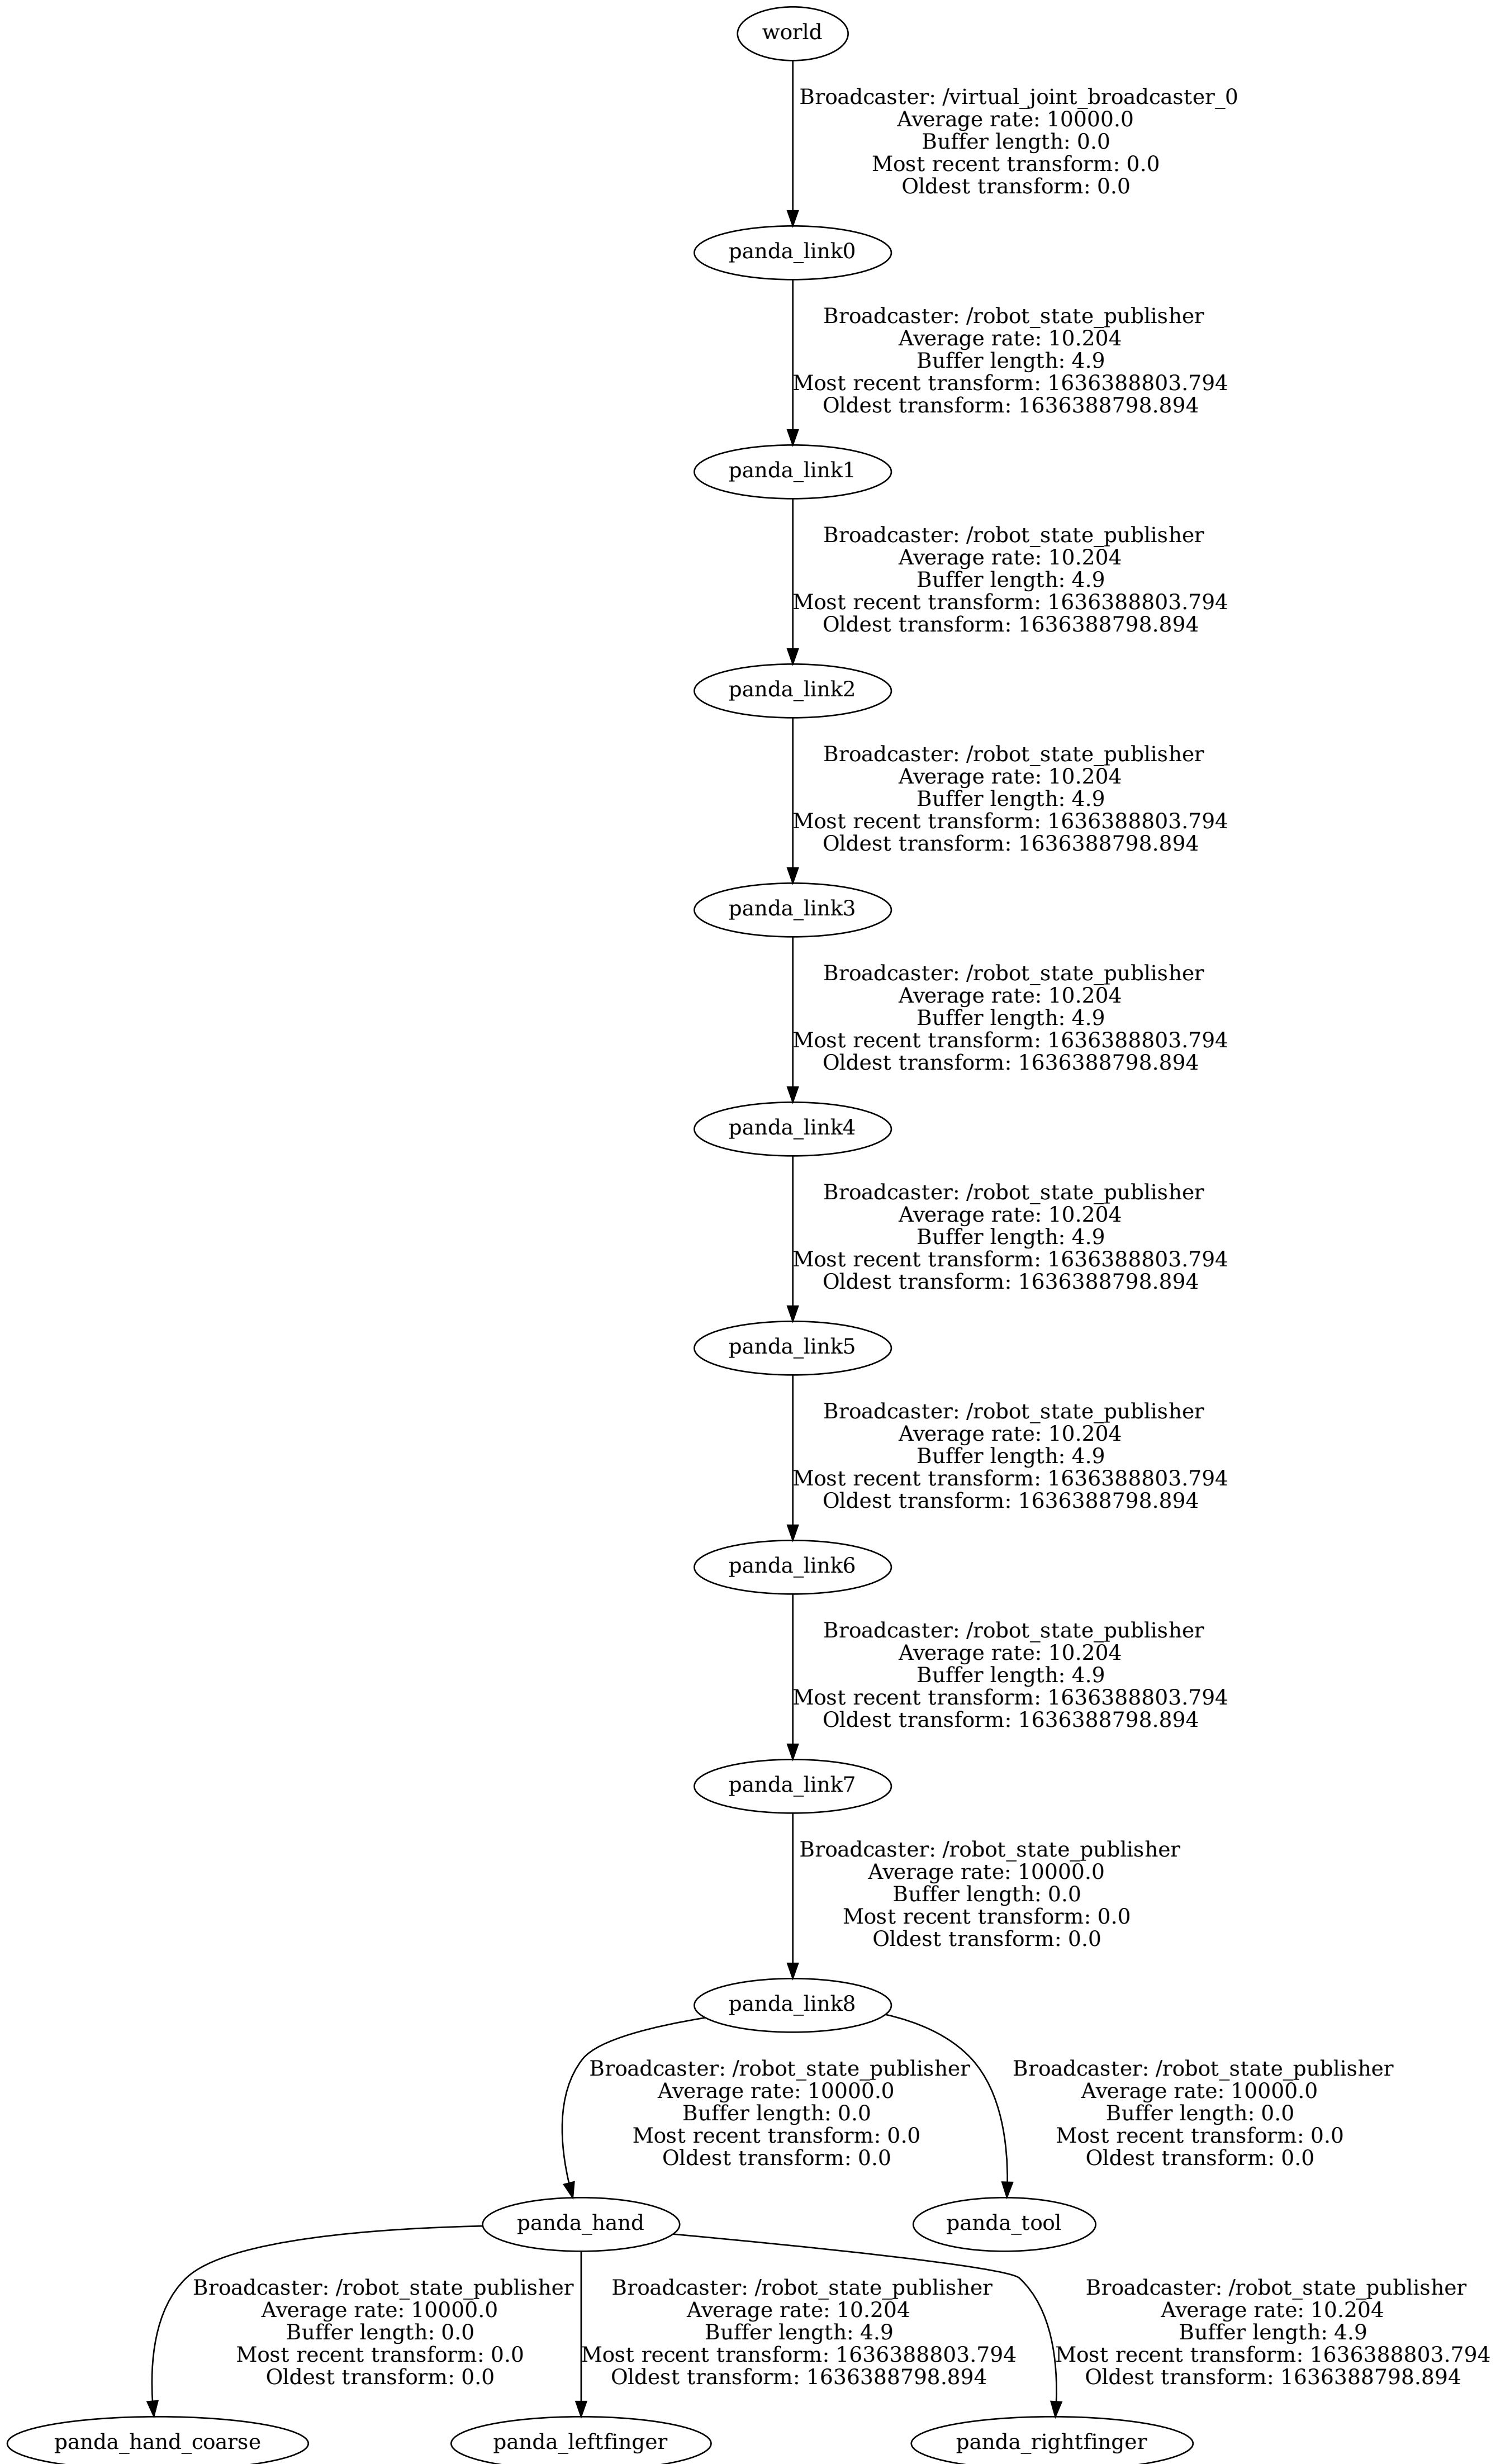 world
Broadcaster: /virtual_joint_broadcaster_0
Average rate: 10000.0
Buffer length: 0.0
Most recent transform: 0.0
Oldest transform: 0.0
panda_link0
Broadcaster: /robot_state_publisher
Average rate: 10.204
Buffer length: 4.9
Most recent transform: 1636388803.794
Oldest transform: 1636388798.894
panda_link1
Broadcaster: /robot_state_publisher
Average rate: 10.204
Buffer length: 4.9
Most recent transform: 1636388803.794
Oldest transform: 1636388798.894
panda_link2
Broadcaster: /robot_state_publisher
Average rate: 10.204
Buffer length: 4.9
Most recent transform: 1636388803.794
Oldest transform: 1636388798.894
panda_link3
Broadcaster: /robot_state_publisher
Average rate: 10.204
Buffer length: 4.9
Most recent transform: 1636388803.794
Oldest transform: 1636388798.894
panda_link4
Broadcaster: /robot_state_publisher
Average rate: 10.204
Buffer length: 4.9
Most recent transform: 1636388803.794
Oldest transform: 1636388798.894
panda_link5
Broadcaster: /robot_state_publisher
Average rate: 10.204
Buffer length: 4.9
Most recent transform: 1636388803.794
Oldest transform: 1636388798.894
panda_link6
Broadcaster: /robot_state_publisher
Average rate: 10.204
Buffer length: 4.9
Most recent transform: 1636388803.794
Oldest transform: 1636388798.894
panda_link7
Broadcaster: /robot_state_publisher
Average rate: 10000.0
Buffer length: 0.0
Most recent transform: 0.0
Oldest transform: 0.0
panda_link8
Broadcaster: /robot_state_publisher
Average rate: 10000.0
Buffer length: 0.0
Most recent transform: 0.0
Oldest transform: 0.0
Broadcaster: /robot_state_publisher
Average rate: 10000.0
Buffer length: 0.0
Most recent transform: 0.0
Oldest transform: 0.0
panda_hand
panda_tool
Broadcaster: /robot_state_publisher
Average rate: 10000.0
Buffer length: 0.0
Most recent transform: 0.0
Oldest transform: 0.0
Broadcaster: /robot_state_publisher
Average rate: 10.204
Buffer length: 4.9
Most recent transform: 1636388803.794
Oldest transform: 1636388798.894
Broadcaster: /robot_state_publisher
Average rate: 10.204
Buffer length: 4.9
Most recent transform: 1636388803.794
Oldest transform: 1636388798.894
panda_hand_coarse
panda_leftfinger
panda_rightfinger